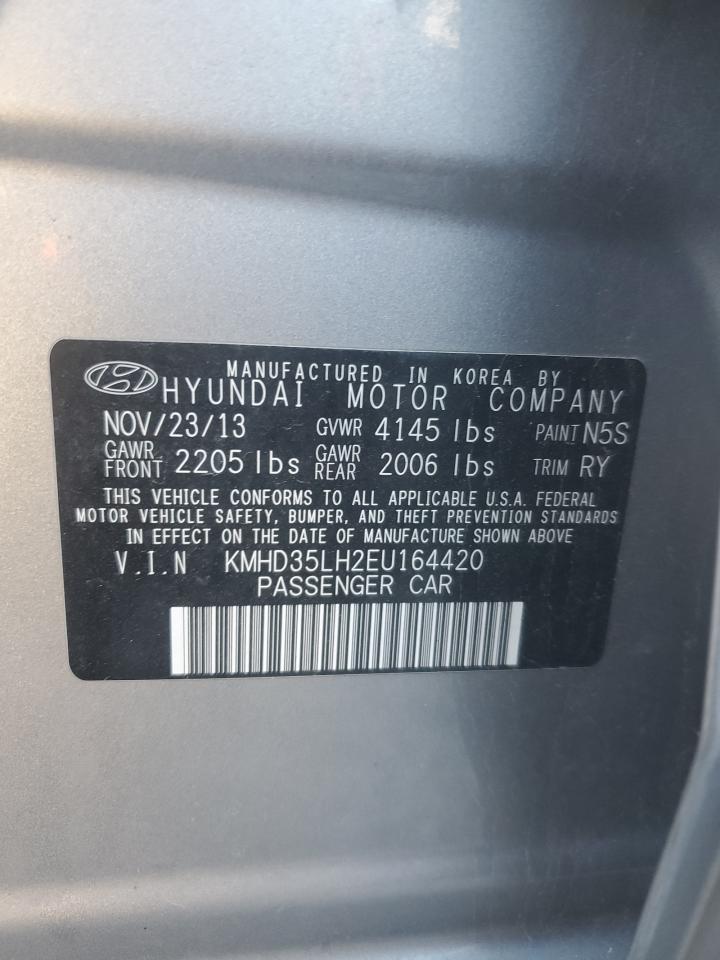 MANUFACTURED IN KOREA BY
HYUNDAI MOTOR COMPANY
NOV/23/13 GVWR 4145 lbs PAINT N5S
GAWR FRONT 2205 lbs GAWR REAR 2006 lbs TRIM RY
THIS VEHICLE CONFORMS TO ALL APPLICABLE U.S.A. FEDERAL
MOTOR VEHICLE SAFETY, BUMPER, AND THEFT PREVENTION STANDARDS
IN EFFECT ON THE DATE OF MANUFACTURE SHOWN ABOVE
V.I.N KMHD35LH2EU164420
PASSENGER CAR